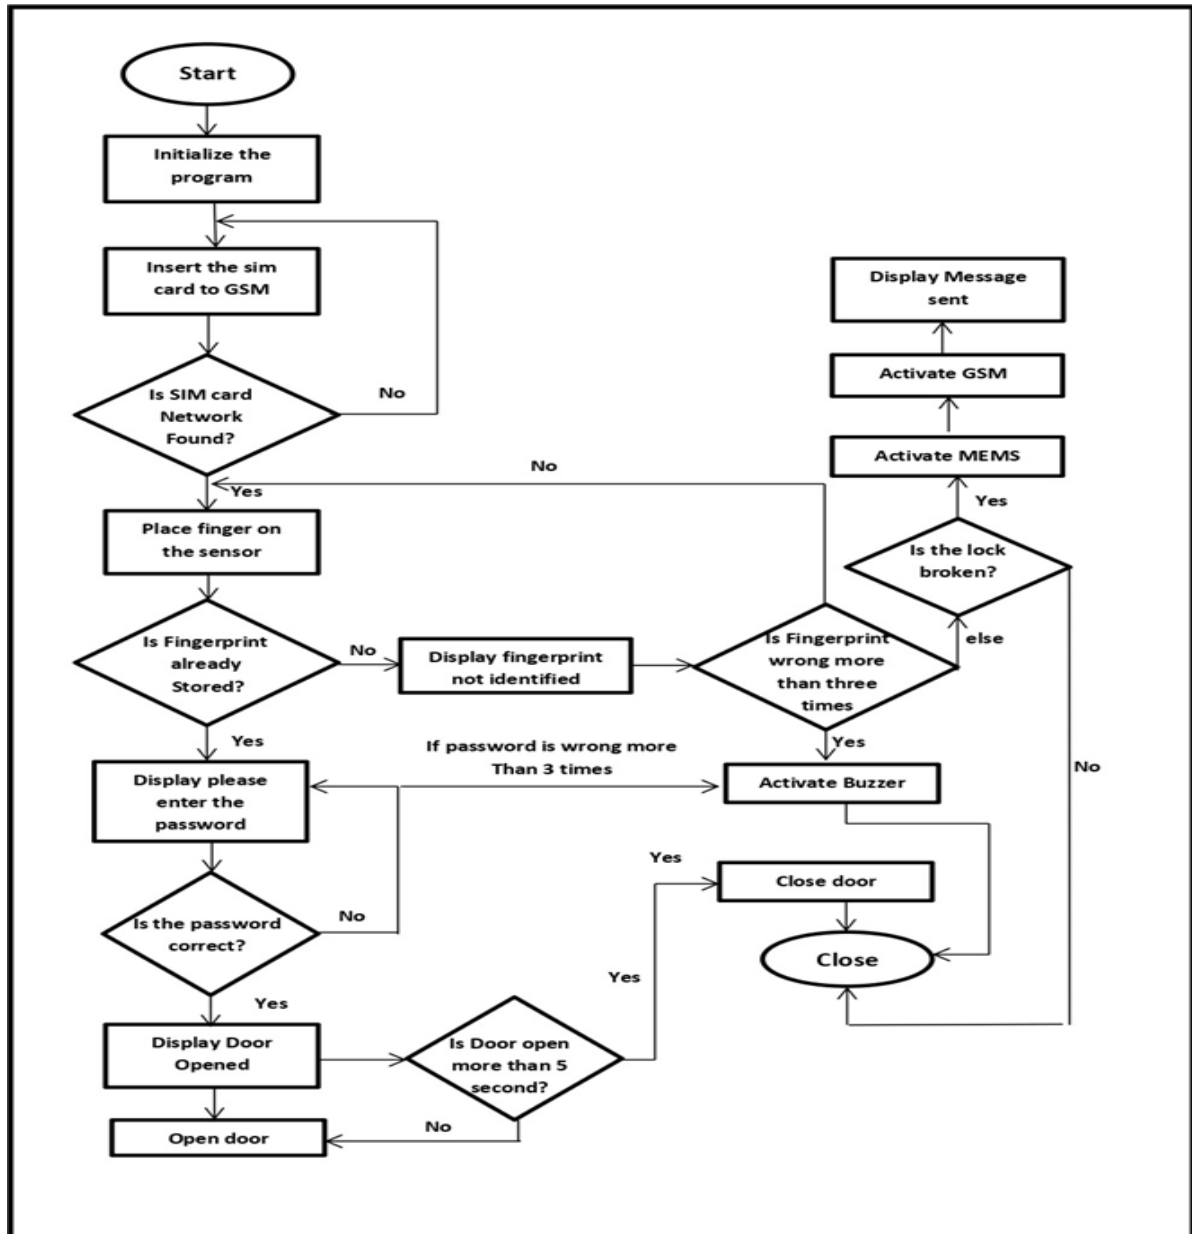 Start
Initialize the
program
Insert the sim
card to GSM
Is SIM card
Network
Found?
No
Yes
Place finger on
the sensor
Is Fingerprint
already
Stored?
No
Display fingerprint
not identified
Is Fingerprint
wrong more
than three
times
No
else
Is the lock
broken?
Yes
Activate MEMS
Activate GSM
Display Message
sent
No
Yes
Activate Buzzer
Yes
Display please
enter the
password
If password is wrong more
Than 3 times
Is the password
correct?
No
Yes
Display Door
Opened
Open door
Is Door open
more than 5
second?
No
Yes
Yes
Close door
Close